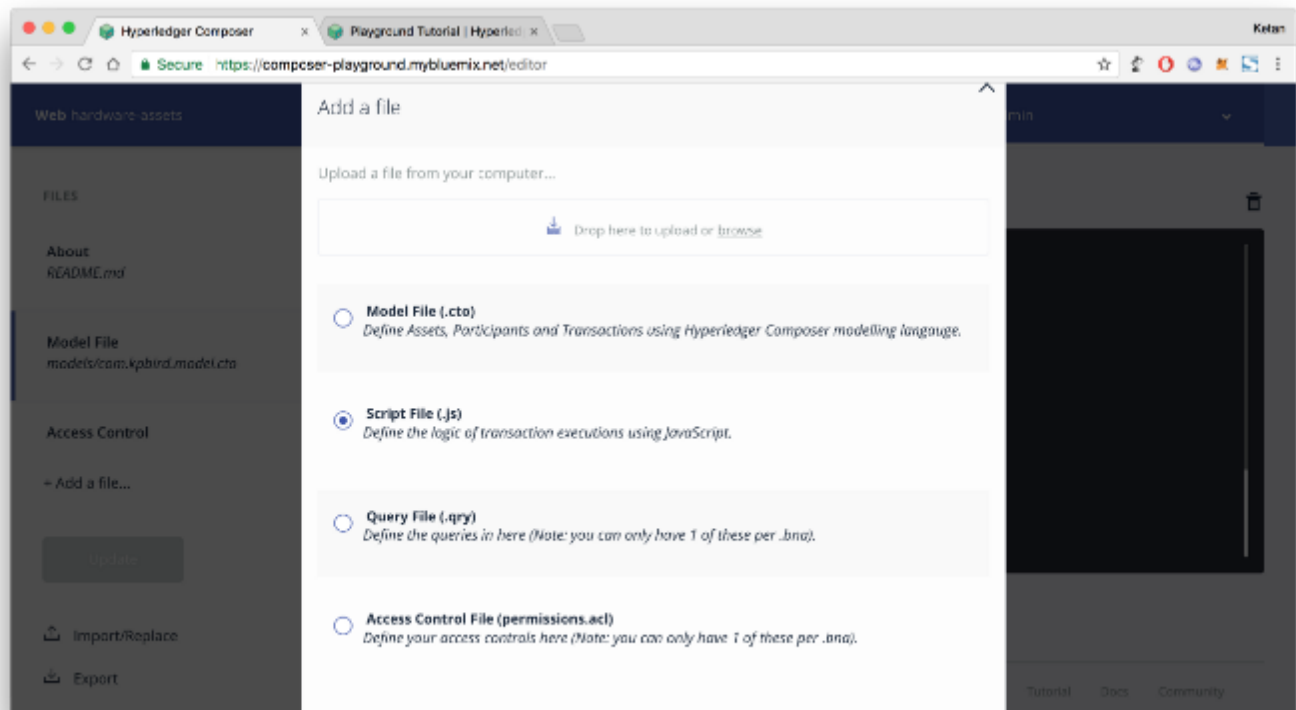 Hyperledger Composer
Playground Tutorial | Hyperled
Ketan
Secure https://composer-playground.mybluemix.net/editor
Web hardware-assets
min
FILES
About
README.md
Model File
models/com.kpbird.model.cto
Access Control
+ Add a file...
Update
Import/Replace
Export
Add a file
Upload a file from your computer...
Drop here to upload or browse
Model File (.cto)
Define Assets, Participants and Transactions using Hyperledger Composer modelling langauge.
Script File (.js)
Define the logic of transaction executions using JavaScript.
Query File (.qry)
Define the queries in here (Note: you can only have 1 of these per .bna).
Access Control File (permissions.acl)
Define your access controls here (Note: you can only have 1 of these per .bna).
Tutorial Docs Community